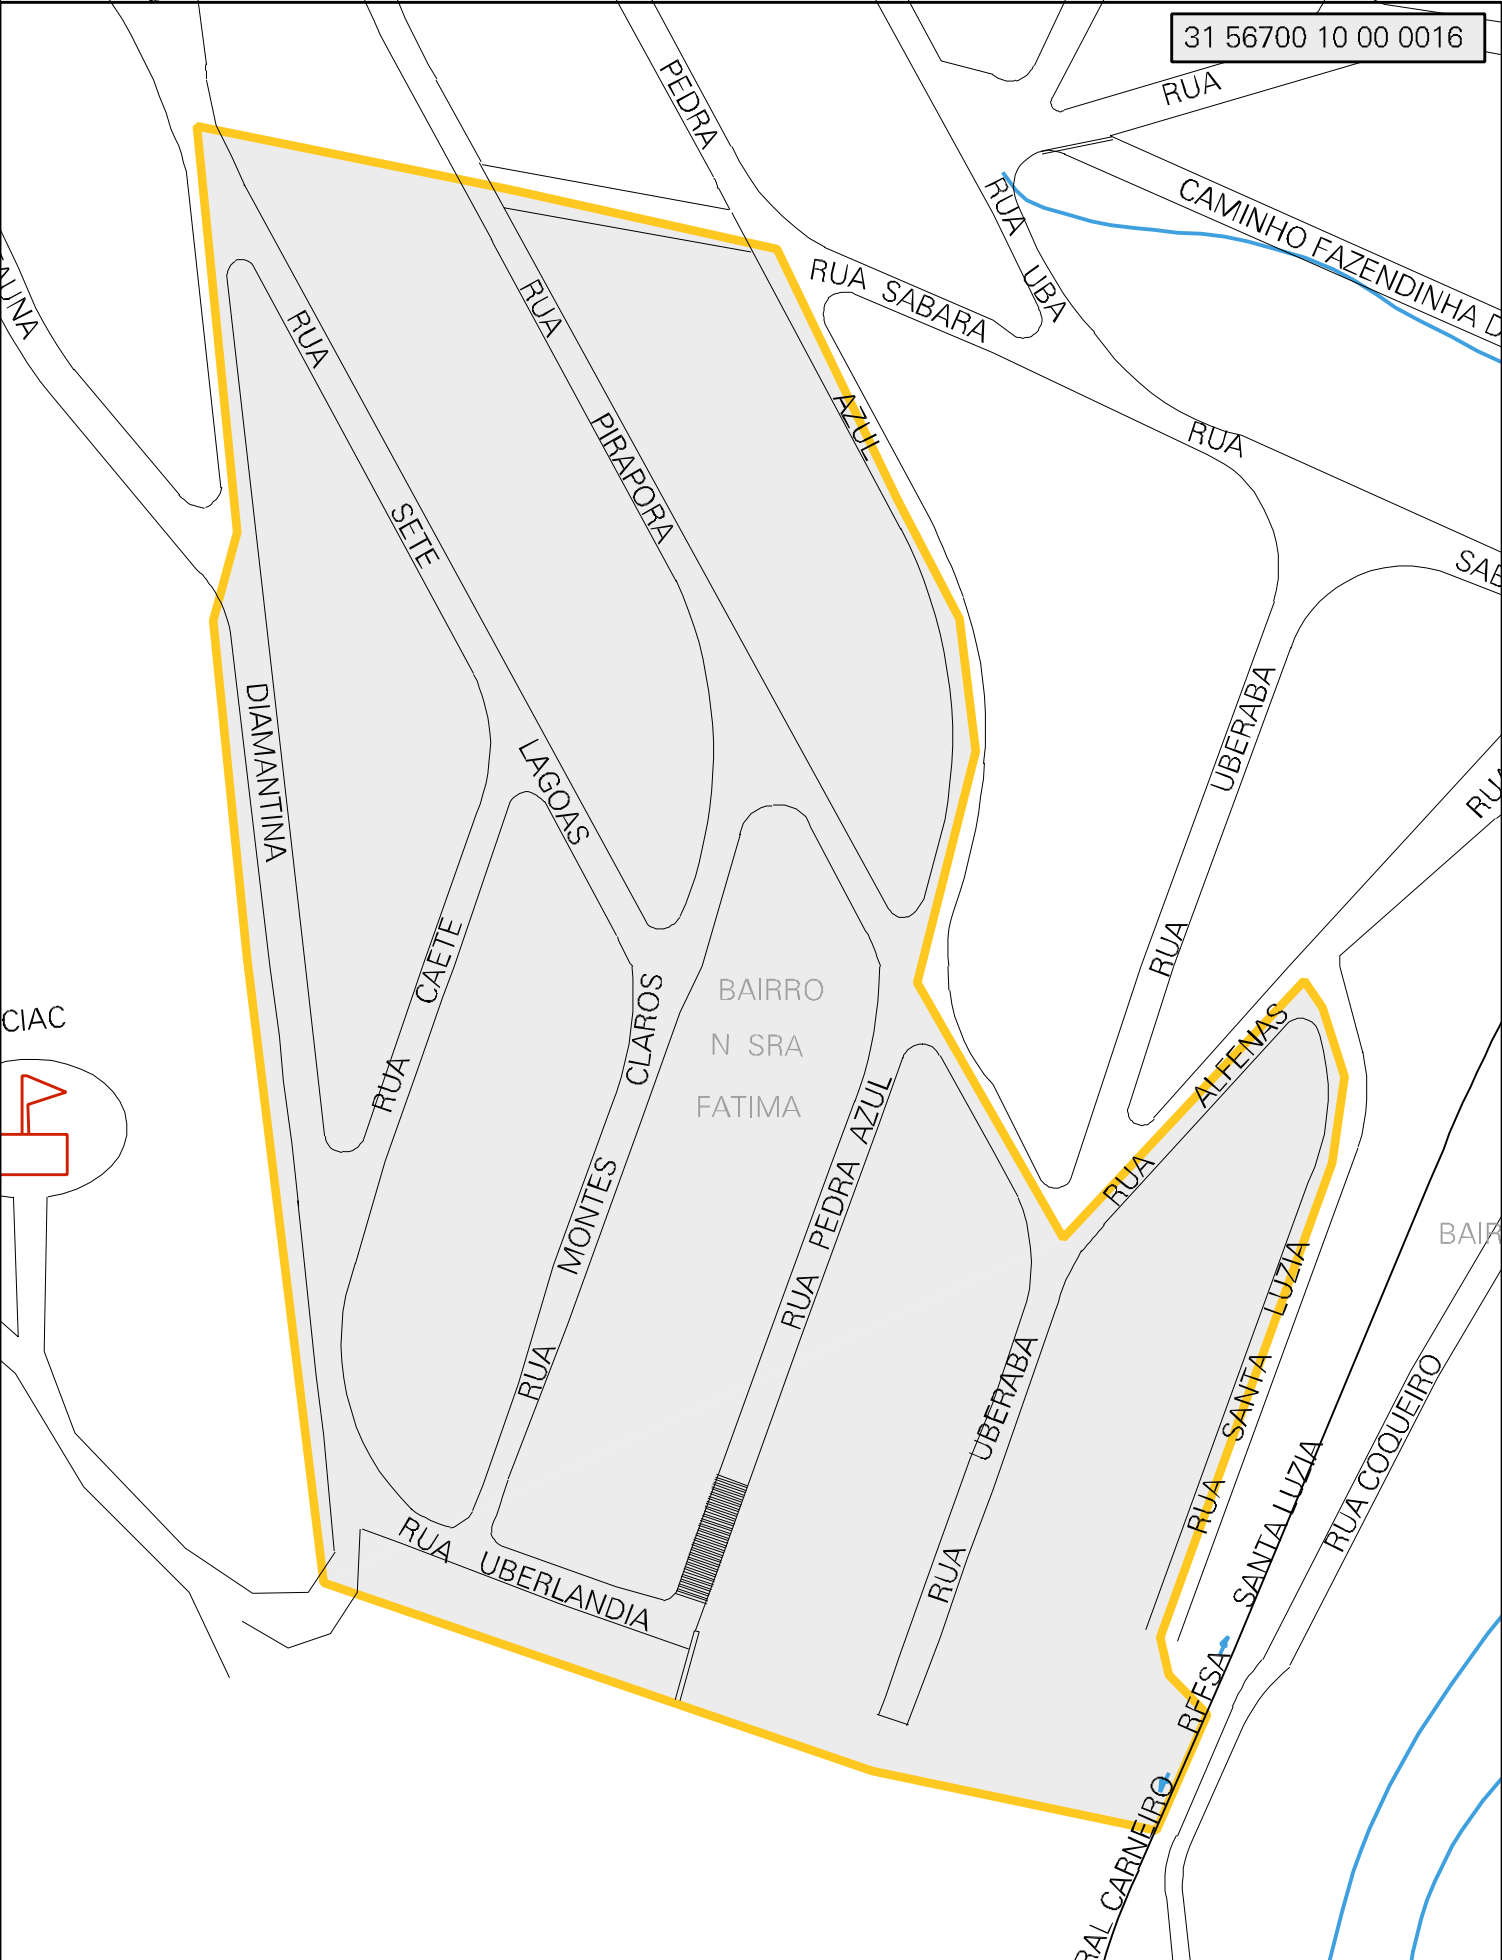 31 56700 10 00 0016
RUA
PEDRA
CAMINHO FAZENDINHA D
RUA UBA
RUA SABARA
AUNA
RUA
RUA
AZUL
PIRAPORA
RUA
SETE
SAB
DIAMANTINA
UBERABA
LAGOAS
RUA
CAETE
RUA
CLAROS
BAIRRO
N SRA
FATIMA
CIAC
ALFENAS
RUA
RUA
RUA PEDRA AZUL
MONTES
RUA
LUZIA
SANTA
RUA
BAIR
UBERABA
RUA
RUA COQUEIRO
SANTA LUZIA
RFFSA
RUA UBERLANDIA
RAL CARNEIRO